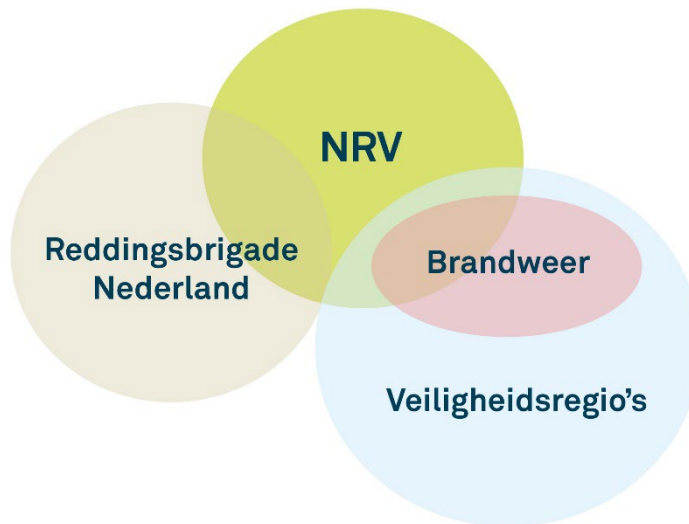 NRV
Reddingsbrigade
Nederland
Brandweer
Veiligheidsregio’s